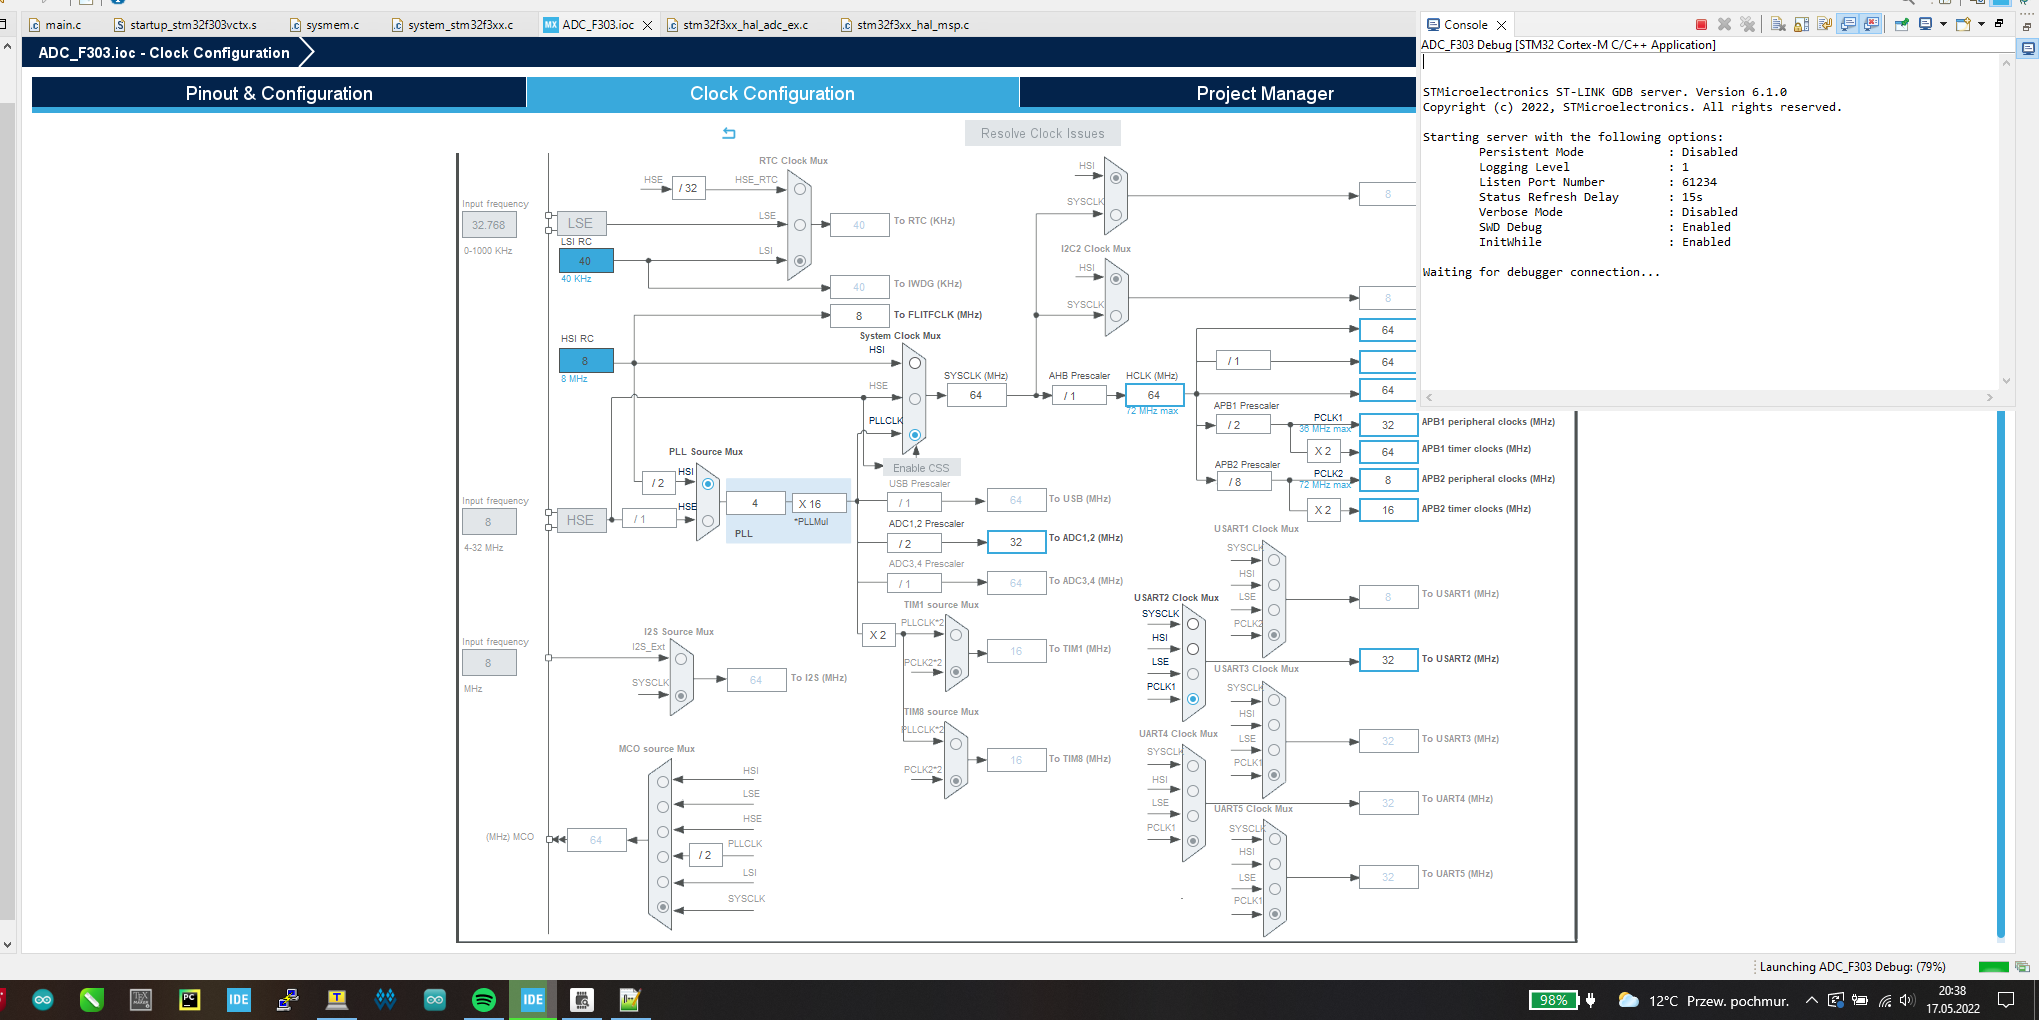 main.c
startup_stm32f303vctx.s
sysmem.c
system_stm32f3xx.c
MX ADC_F303.ioc
stm32f3xx_hal_adc_ex.c
stm32f3xx_hal_msp.c
ADC_F303.ioc - Clock Configuration
Pinout & Configuration
Clock Configuration
Project Manager
Resolve Clock Issues
RTC Clock Mux
HSE
/ 32
HSE_RTC
Input frequency
32.768
0-1000 KHz
LSE
LSE
40
To RTC (KHz)
LSI RC
40
40 KHz
LSI
40
To IWDG (KHz)
8
To FLITFCLK (MHz)
HSI
SYSCLK
8
I2C2 Clock Mux
HSI
SYSCLK
8
System Clock Mux
HSI RC
8
8 MHz
HSI
HSE
PLLCLK
SYSCLK (MHz)
64
AHB Prescaler
/ 1
HCLK (MHz)
64
72 MHz max
64
/ 1
64
64
APB1 Prescaler
/ 2
PCLK1
36 MHz max
32
APB1 peripheral clocks (MHz)
X 2
64
APB1 timer clocks (MHz)
APB2 Prescaler
/ 8
PCLK2
72 MHz max
8
APB2 peripheral clocks (MHz)
X 2
16
APB2 timer clocks (MHz)
Enable CSS
PLL Source Mux
/ 2
HSI
HSE
4
X 16
*PLLMul
PLL
Input frequency
8
4-32 MHz
HSE
/ 1
USB Prescaler
/ 1
64
To USB (MHz)
ADC1,2 Prescaler
/ 2
32
To ADC1,2 (MHz)
ADC3,4 Prescaler
/ 1
64
To ADC3,4 (MHz)
TIM1 source Mux
X 2
PLLCLK*2
PCLK2*2
16
To TIM1 (MHz)
TIM8 source Mux
PLLCLK*2
PCLK2*2
16
To TIM8 (MHz)
Input frequency
8
MHz
I2S Source Mux
I2S_Ext
SYSCLK
64
To I2S (MHz)
MCO source Mux
HSI
LSE
HSE
PLLCLK
/ 2
LSI
SYSCLK
(MHz) MCO
64
USART1 Clock Mux
SYSCLK
HSI
LSE
PCLK2
8
To USART1 (MHz)
USART2 Clock Mux
SYSCLK
HSI
LSE
PCLK1
32
To USART2 (MHz)
USART3 Clock Mux
SYSCLK
HSI
LSE
PCLK1
32
To USART3 (MHz)
UART4 Clock Mux
SYSCLK
HSI
LSE
PCLK1
32
To UART4 (MHz)
UART5 Clock Mux
SYSCLK
HSI
LSE
PCLK1
32
To UART5 (MHz)
Console
ADC_F303 Debug [STM32 Cortex-M C/C++ Application]
STMicroelectronics ST-LINK GDB server. Version 6.1.0
Copyright (c) 2022, STMicroelectronics. All rights reserved.
Starting server with the following options:
Persistent Mode : Disabled
Logging Level : 1
Listen Port Number : 61234
Status Refresh Delay : 15s
Verbose Mode : Disabled
SWD Debug : Enabled
InitWhile : Enabled
Waiting for debugger connection...
Launching ADC_F303 Debug: (79%)
PC
IDE
T
IDE
98%
12°C Przew. pochmur.
20:38
17.05.2022